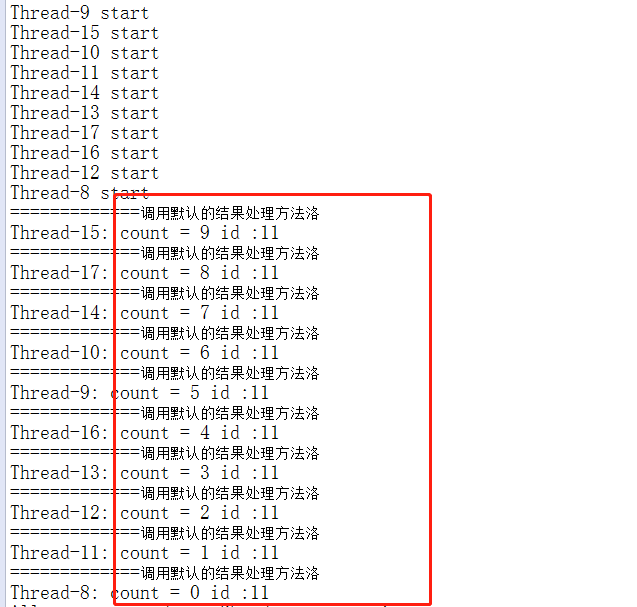 Thread-9 start
Thread-15 start
Thread-10 start
Thread-11 start
Thread-14 start
Thread-13 start
Thread-17 start
Thread-16 start
Thread-12 start
Thread-8 start
=============调用默认的结果处理方法洛
Thread-15: count = 9 id :11
=============调用默认的结果处理方法洛
Thread-17: count = 8 id :11
=============调用默认的结果处理方法洛
Thread-14: count = 7 id :11
=============调用默认的结果处理方法洛
Thread-10: count = 6 id :11
=============调用默认的结果处理方法洛
Thread-9: count = 5 id :11
=============调用默认的结果处理方法洛
Thread-16: count = 4 id :11
=============调用默认的结果处理方法洛
Thread-13: count = 3 id :11
=============调用默认的结果处理方法洛
Thread-12: count = 2 id :11
=============调用默认的结果处理方法洛
Thread-11: count = 1 id :11
=============调用默认的结果处理方法洛
Thread-8: count = 0 id :11